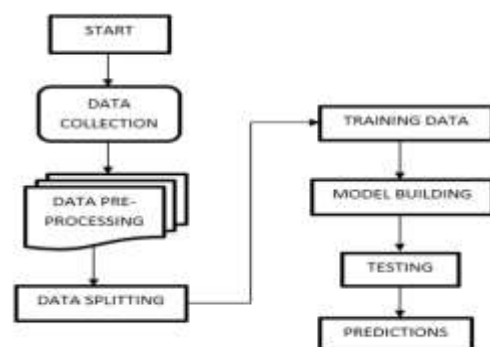 START
DATA
COLLECTION
DATA PRE-
PROCESSING
DATA SPLITTING
TRAINING DATA
MODEL BUILDING
TESTING
PREDICTIONS